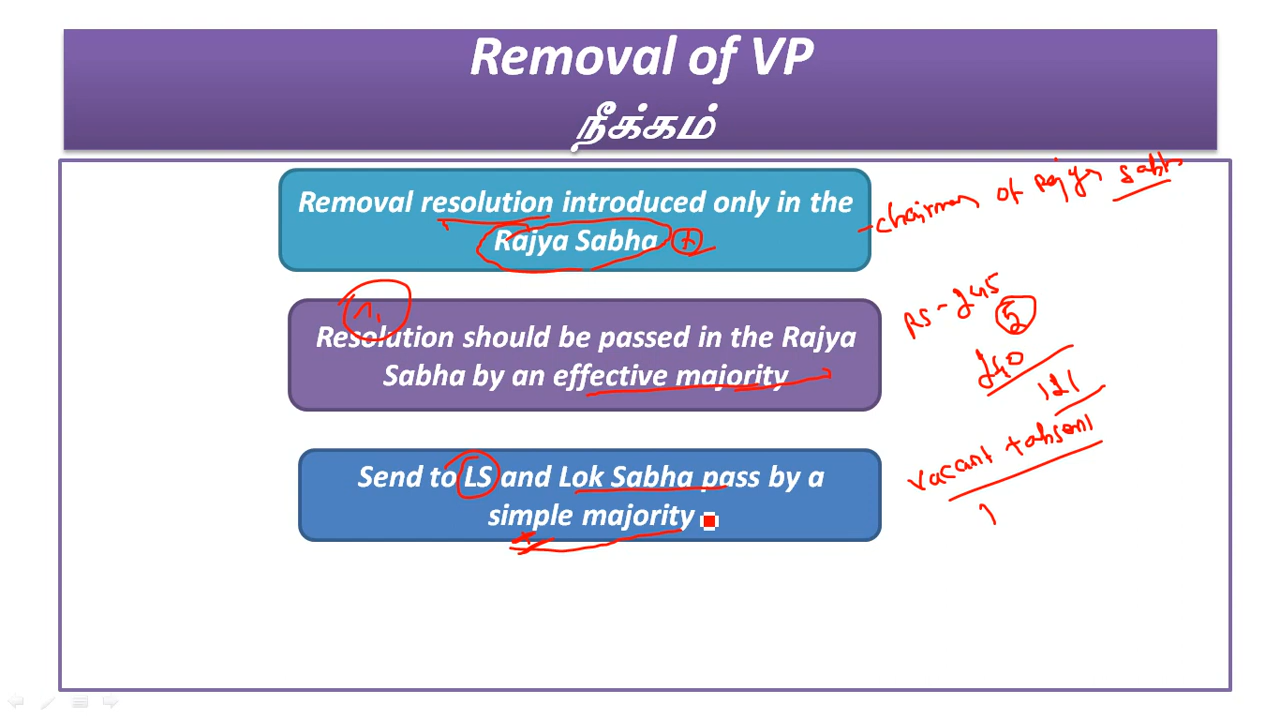 Removal of VP
நீக்கம்
Removal resolution introduced only in the
Rajya Sabha
- chairman of Rajya Sabha
Resolution should be passed in the Rajya
Sabha by an effective majority
RS - 245
5
240
121
vacant + absent
Send to LS and Lok Sabha pass by a
simple majority